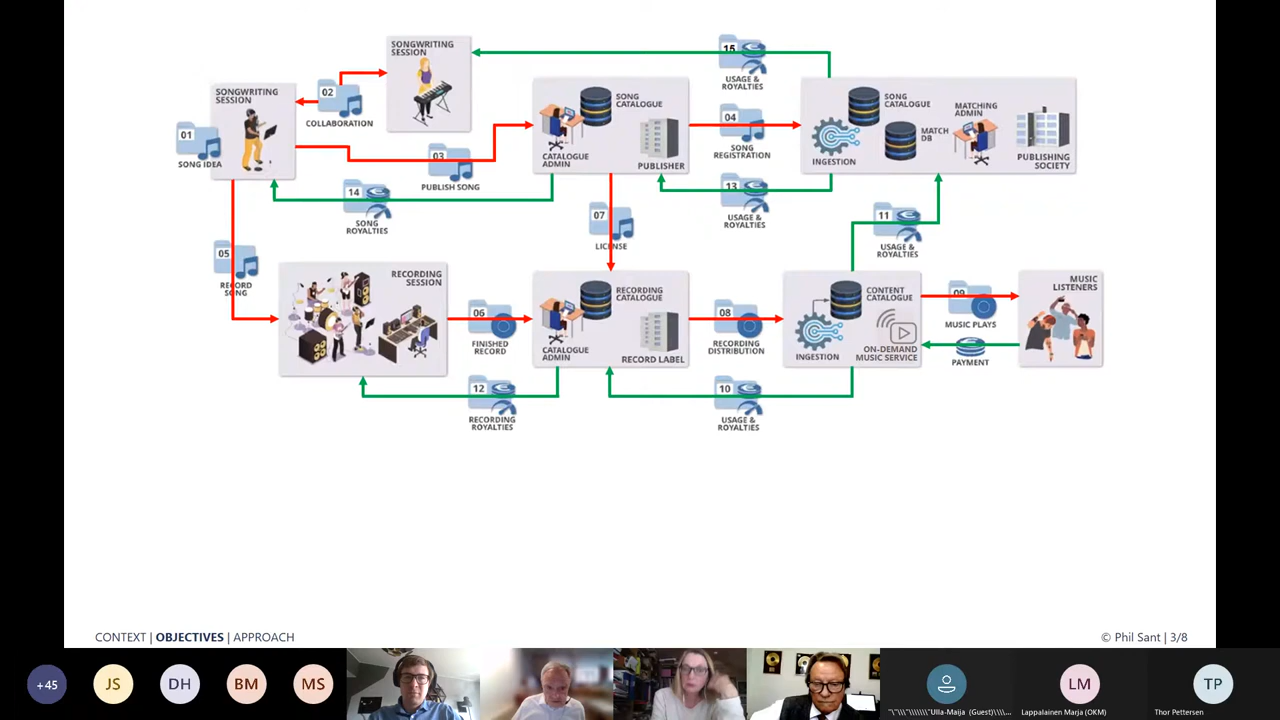 SONGWRITING
SESSION
15
USAGE &
ROYALTIES
SONGWRITING
SESSION
02
COLLABORATION
01
SONG IDEA
SONG
CATALOGUE
CATALOGUE
ADMIN
PUBLISHER
04
SONG
REGISTRATION
SONG
CATALOGUE
MATCH
DB
MATCHING
ADMIN
INGESTION
PUBLISHING
SOCIETY
03
PUBLISH SONG
14
SONG
ROYALTIES
13
USAGE &
ROYALTIES
07
LICENSE
11
USAGE &
ROYALTIES
05
RECORD
SONG
RECORDING
SESSION
06
FINISHED
RECORD
RECORDING
CATALOGUE
CATALOGUE
ADMIN
RECORD LABEL
08
RECORDING
DISTRIBUTION
CONTENT
CATALOGUE
INGESTION
ON-DEMAND
MUSIC SERVICE
09
MUSIC PLAYS
PAYMENT
MUSIC
LISTENERS
12
RECORDING
ROYALTIES
10
USAGE &
ROYALTIES
CONTEXT | OBJECTIVES | APPROACH
© Phil Sant | 3/8
+45
JS
DH
BM
MS
LM
TP
"\"\\"\\\\\\\"Ulla-Maija (Guest)\\\\...
Lappalainen Marja (OKM)
Thor Pettersen